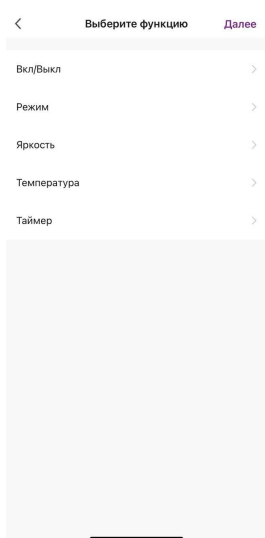 Выберите функцию Далее
Вкл/Выкл
Режим
Яркость
Температура
Таймер